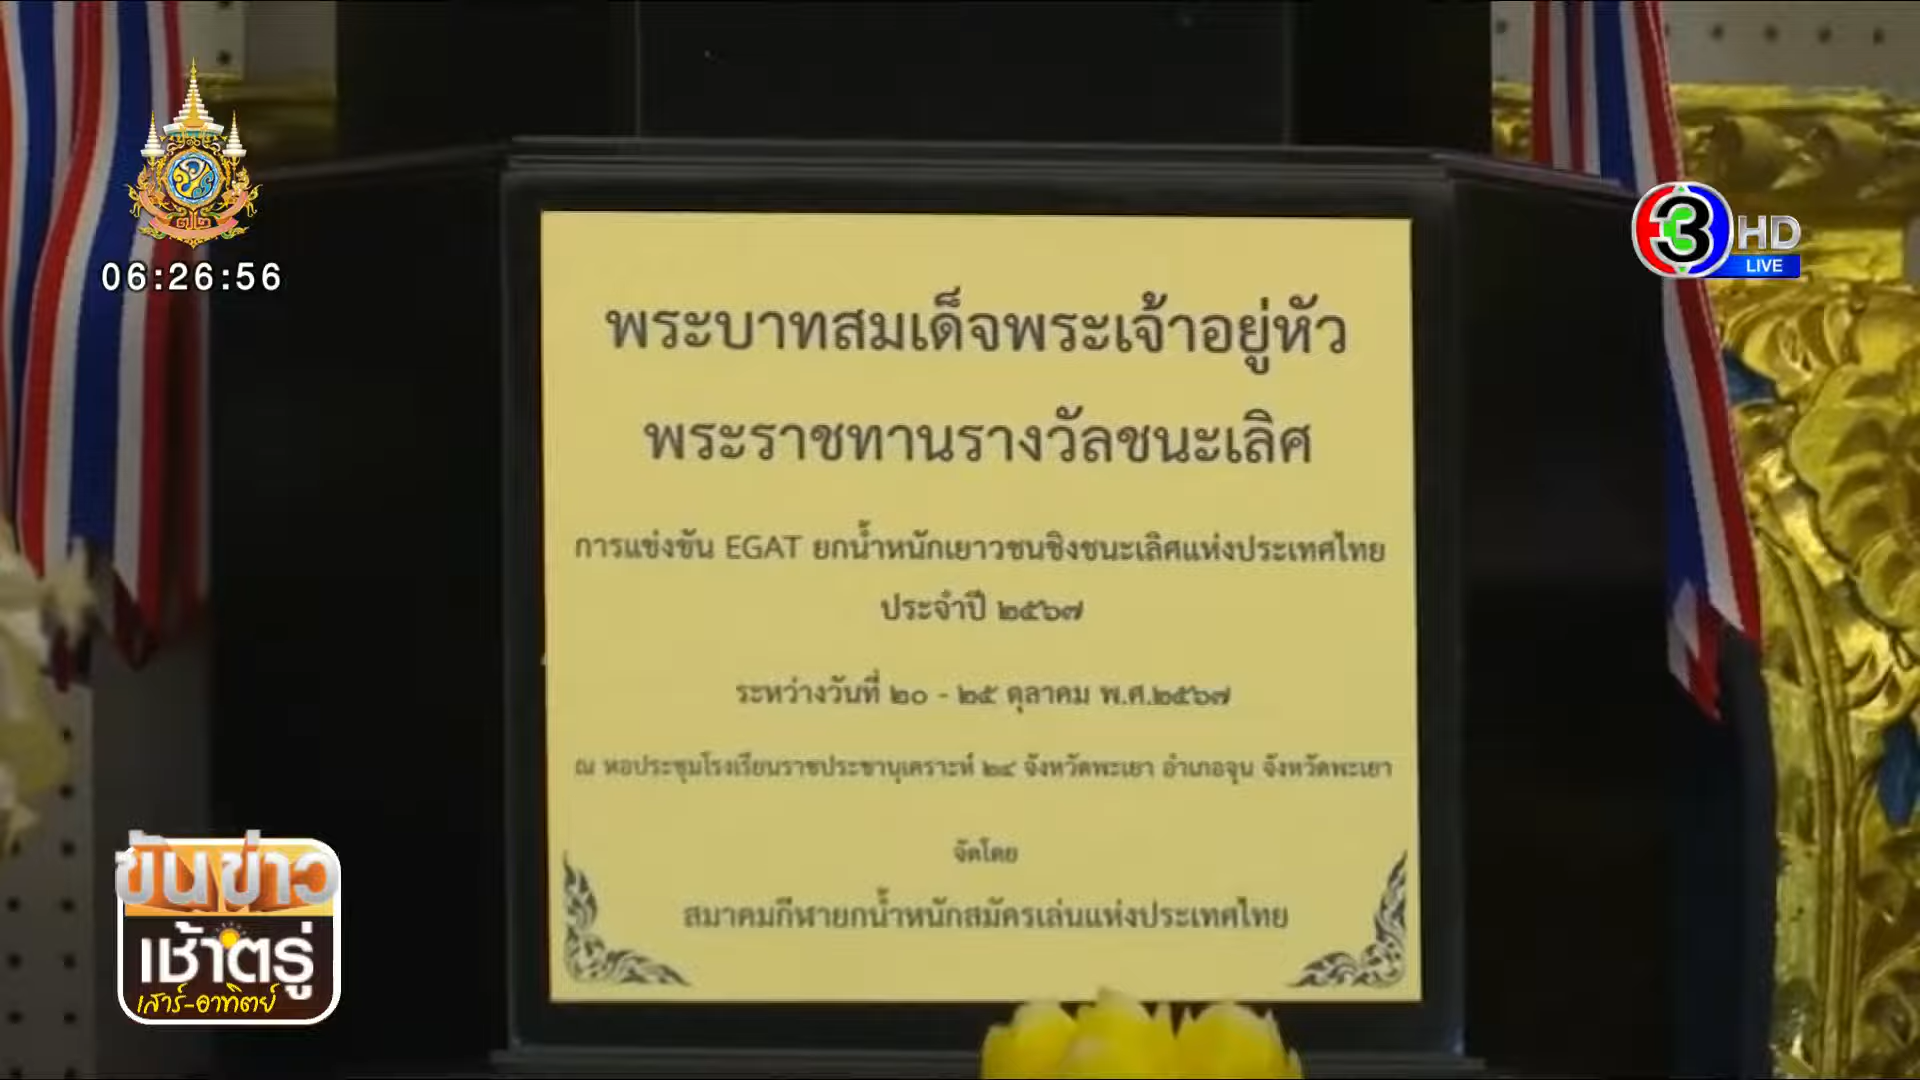 06:26:56
3 HD
LIVE
พระบาทสมเด็จพระเจ้าอยู่หัว
พระราชทานรางวัลชนะเลิศ
การแข่งขัน EGAT ยกน้ำหนักเยาวชนชิงชนะเลิศแห่งประเทศไทย
ประจำปี ๒๕๖๗
ระหว่างวันที่ ๒๐ - ๒๕ ตุลาคม พ.ศ.๒๕๖๗
ณ หอประชุมโรงเรียนราชประชานุเคราะห์ ๒๔ จังหวัดพะเยา อำเภอจุน จังหวัดพะเยา
จัดโดย
สมาคมกีฬายกน้ำหนักสมัครเล่นแห่งประเทศไทย
ขันข่าว
เช้าตรู่
เสาร์-อาทิตย์